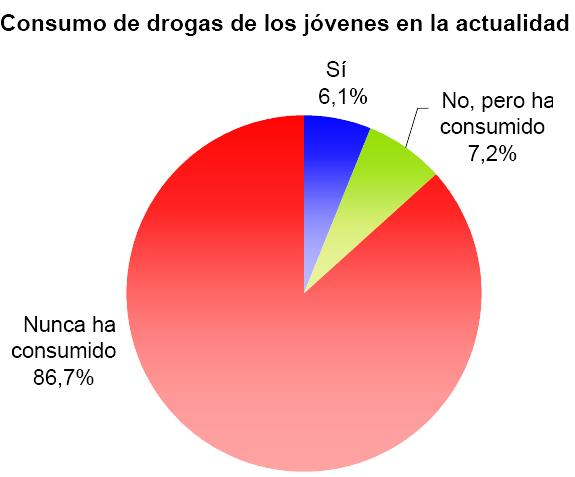 Consumo de drogas de los jóvenes en la actualidad
Sí
6,1%
No, pero ha
consumido
7,2%
Nunca ha
consumido
86,7%